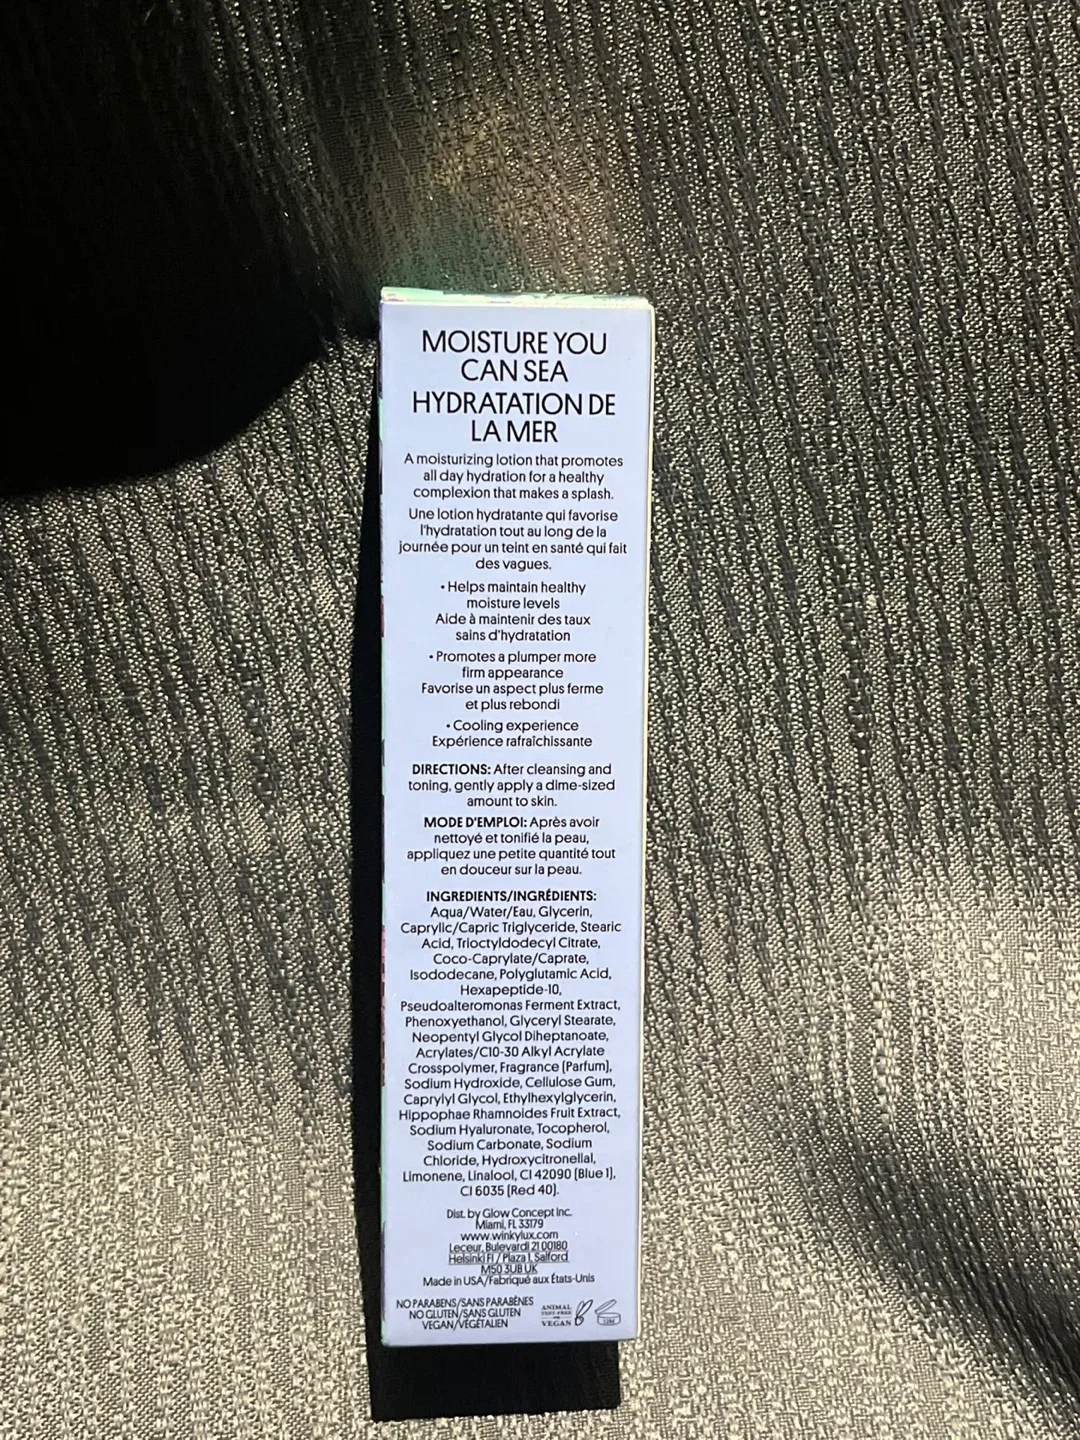 MOISTURE YOU
CAN SEA
HYDRATATION DE
LA MER
A moisturizing lotion that promotes
all day hydration for a healthy
complexion that makes a splash.
Une lotion hydratante qui favorise
l'hydratation tout au long de la
journée pour un teint en santé qui fait
des vagues.
• Helps maintain healthy
moisture levels
Aide à maintenir des taux
sains d'hydratation
• Promotes a plumper more
firm appearance
Favorise un aspect plus ferme
et plus rebondi
• Cooling experience
Expérience rafraîchissante
DIRECTIONS: After cleansing and
toning, gently apply a dime-sized
amount to skin.
MODE D'EMPLOI: Après avoir
nettoyé et tonifié la peau,
appliquez une petite quantité tout
en douceur sur la peau.
INGREDIENTS/INGRÉDIENTS:
Aqua/Water/Eau, Glycerin,
Caprylic/Capric Triglyceride, Stearic
Acid, Trioctyldodecyl Citrate,
Coco-Caprylate/Caprate,
Isododecane, Polyglutamic Acid,
Hexapeptide-10,
Pseudoalteromonas Ferment Extract,
Phenoxyethanol, Glyceryl Stearate,
Neopentyl Glycol Diheptanoate,
Acrylates/C10-30 Alkyl Acrylate
Crosspolymer, Fragrance (Parfum),
Sodium Hydroxide, Cellulose Gum,
Caprylyl Glycol, Ethylhexylglycerin,
Hippophae Rhamnoides Fruit Extract,
Sodium Hyaluronate, Tocopherol,
Sodium Carbonate, Sodium
Chloride, Hydroxycitronellal,
Limonene, Linalool, CI 42090 (Blue 1),
CI 6035 (Red 40).
Dist. by Glow Concept Inc.
Miami, FL 33179
www.winkylux.com
Leceur, Bulevardi 21 00180
Helsinki FI / Plaza 1, Salford
M50 3UB UK
Made in USA/Fabriqué aux États-Unis
NO PARABENS/SANS PARABÈNES
NO GLUTEN/SANS GLUTEN
VEGAN/VÉGÉTALIEN
ANIMAL
TEST-FREE
VEGAN
12M